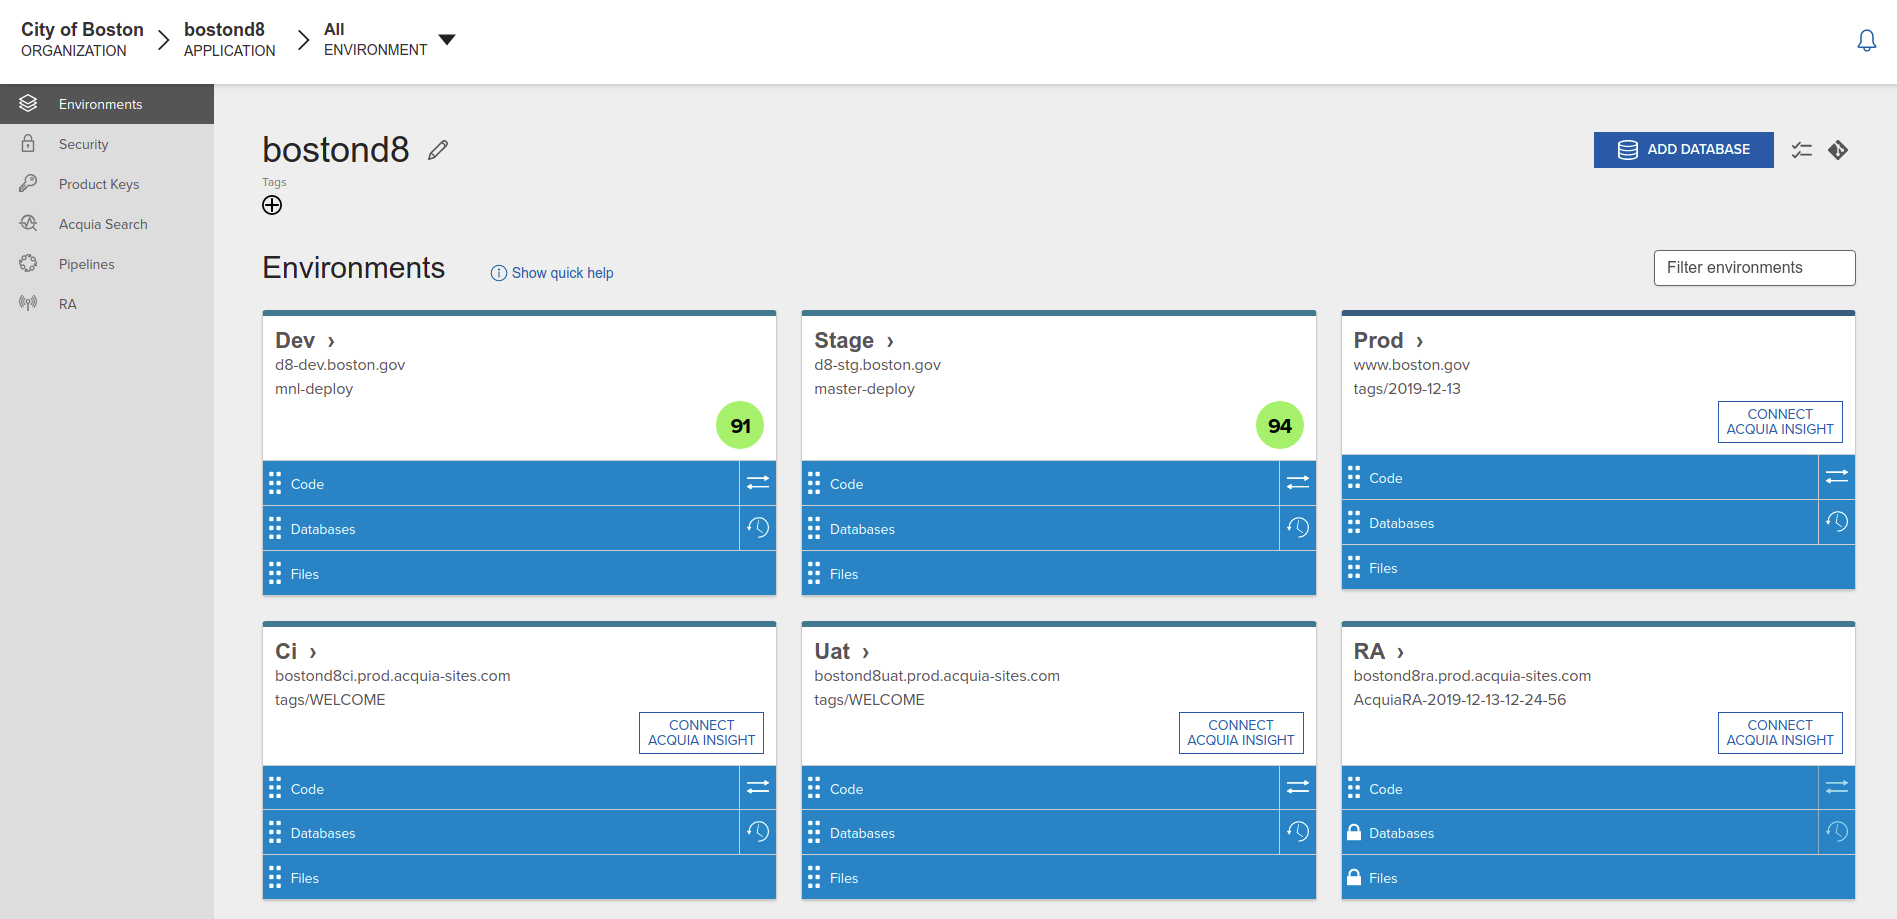 City of Boston
ORGANIZATION
bostond8
APPLICATION
All
ENVIRONMENT
Environments
Security
Product Keys
Acquia Search
Pipelines
RA
bostond8
Tags
ADD DATABASE
Environments
Show quick help
Filter environments
Dev ›
d8-dev.boston.gov
mnl-deploy
91
Code
Databases
Files
Stage ›
d8-stg.boston.gov
master-deploy
94
Code
Databases
Files
Prod ›
www.boston.gov
tags/2019-12-13
CONNECT
ACQUIA INSIGHT
Code
Databases
Files
Ci ›
bostond8ci.prod.acquia-sites.com
tags/WELCOME
CONNECT
ACQUIA INSIGHT
Code
Databases
Files
Uat ›
bostond8uat.prod.acquia-sites.com
tags/WELCOME
CONNECT
ACQUIA INSIGHT
Code
Databases
Files
RA ›
bostond8ra.prod.acquia-sites.com
AcquiaRA-2019-12-13-12-24-56
CONNECT
ACQUIA INSIGHT
Code
Databases
Files